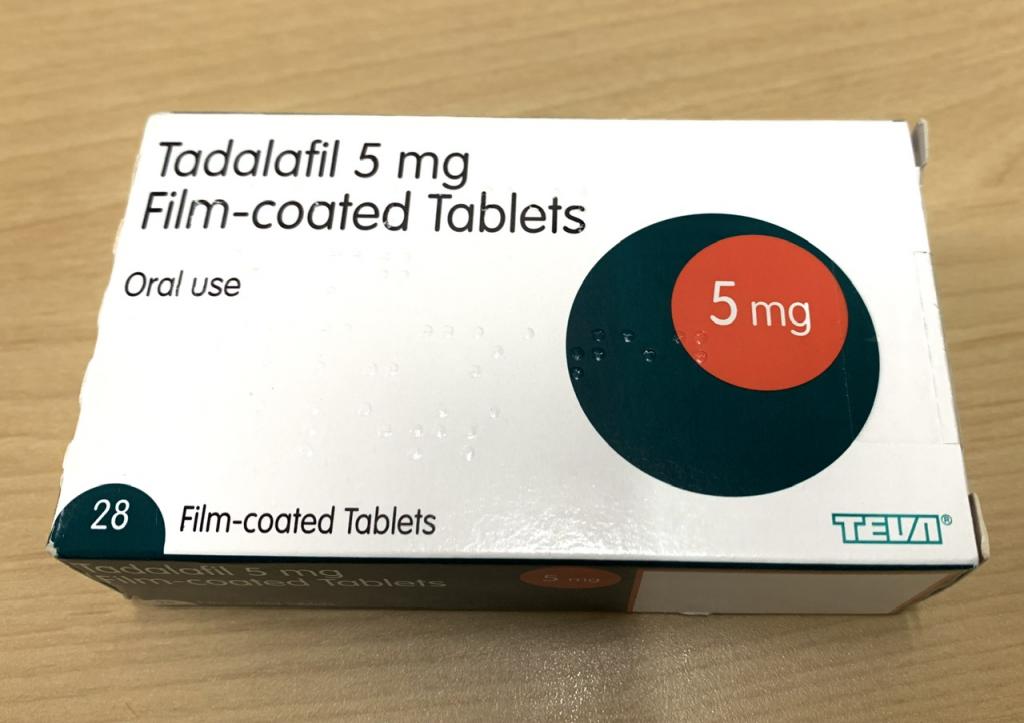 Tadalafil 5 mg
Film-coated Tablets
Oral use
5 mg
28 Film-coated Tablets
TEVA®
Tadalafil 5 mg
Film-coated Tablets
5 mg